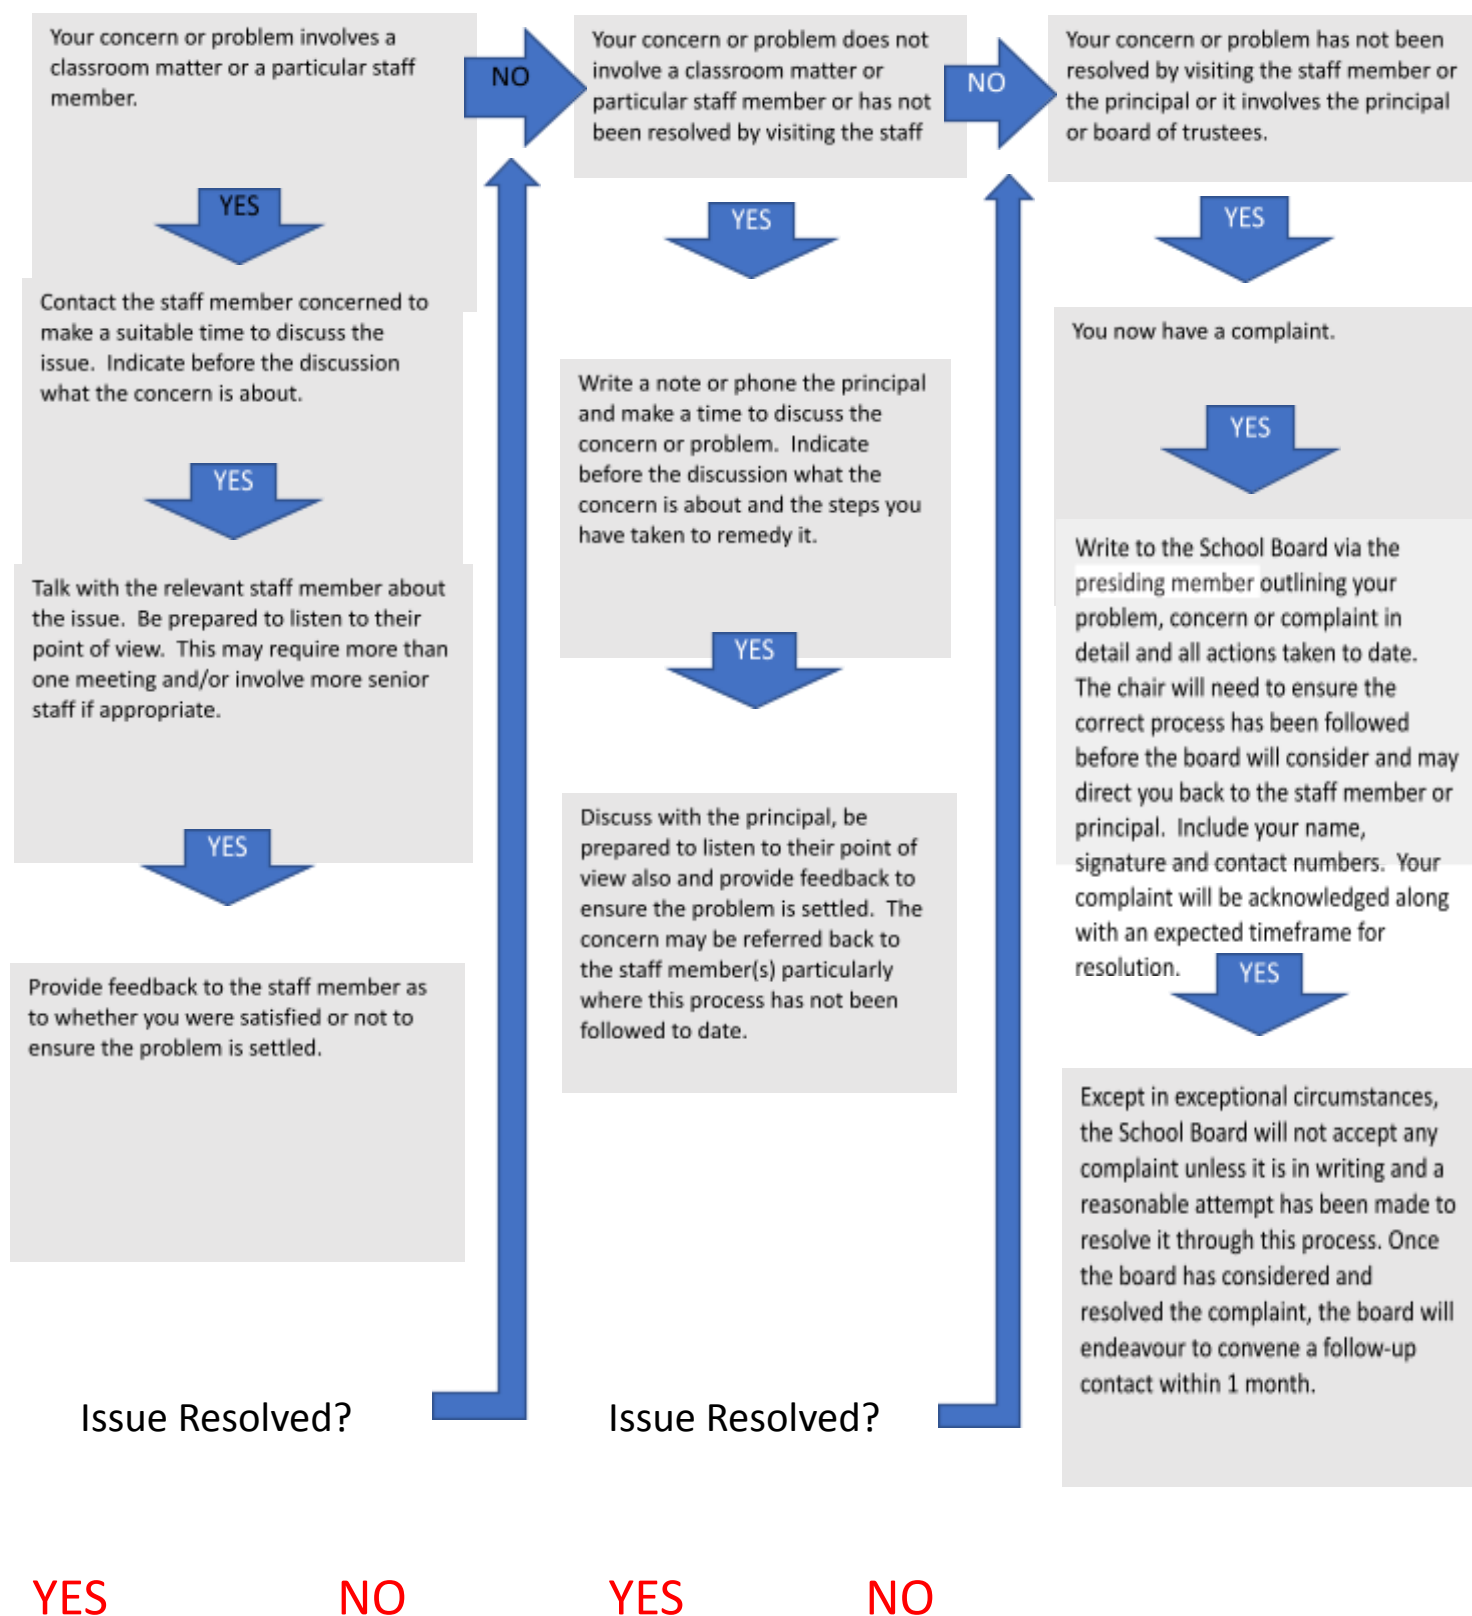 Your concern or problem involves a
classroom matter or a particular staff
member.
NO
YES
Contact the staff member concerned to
make a suitable time to discuss the
issue.  Indicate before the discussion
what the concern is about.
YES
Talk with the relevant staff member about
the issue.  Be prepared to listen to their
point of view.  This may require more than
one meeting and/or involve more senior
staff if appropriate.
YES
Provide feedback to the staff member as
to whether you were satisfied or not to
ensure the problem is settled.
Issue Resolved?
YES
NO
Your concern or problem does not
involve a classroom matter or
particular staff member or has not
been resolved by visiting the staff
NO
YES
Write a note or phone the principal
and make a time to discuss the
concern or problem.  Indicate
before the discussion what the
concern is about and the steps you
have taken to remedy it.
YES
Discuss with the principal, be
prepared to listen to their point of
view also and provide feedback to
ensure the problem is settled.  The
concern may be referred back to
the staff member(s) particularly
where this process has not been
followed to date.
Issue Resolved?
YES
NO
Your concern or problem has not been
resolved by visiting the staff member or
the principal or it involves the principal
or board of trustees.
YES
You now have a complaint.
YES
Write to the School Board via the
presiding member outlining your
problem, concern or complaint in
detail and all actions taken to date.
The chair will need to ensure the
correct process has been followed
before the board will consider and may
direct you back to the staff member or
principal.  Include your name,
signature and contact numbers.  Your
complaint will be acknowledged along
with an expected timeframe for
resolution.
YES
Except in exceptional circumstances,
the School Board will not accept any
complaint unless it is in writing and a
reasonable attempt has been made to
resolve it through this process. Once
the board has considered and
resolved the complaint, the board will
endeavour to convene a follow-up
contact within 1 month.